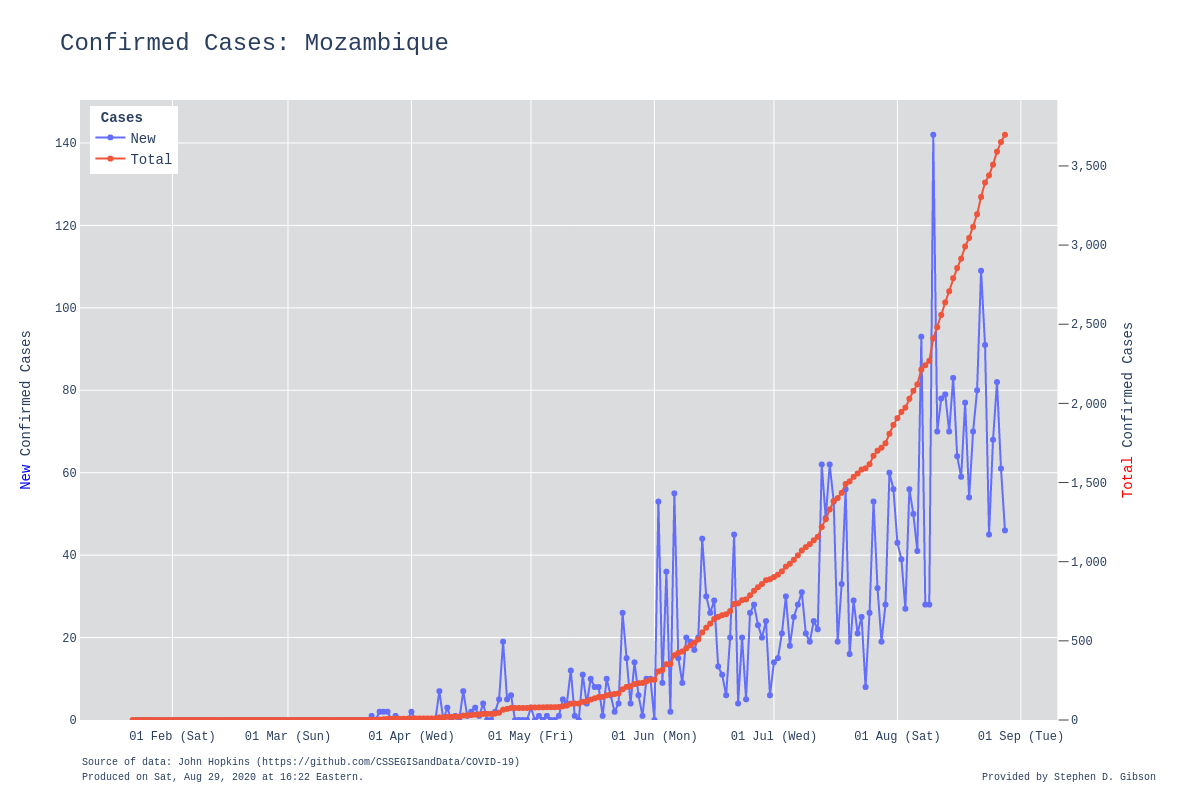 Confirmed Cases: Mozambique
Cases
New
Total
140
120
100
80
60
40
20
0
3,500
3,000
2,500
2,000
1,500
1,000
500
0
New Confirmed Cases
Total Confirmed Cases
01 Feb (Sat)
01 Mar (Sun)
01 Apr (Wed)
01 May (Fri)
01 Jun (Mon)
01 Jul (Wed)
01 Aug (Sat)
01 Sep (Tue)
Source of data: John Hopkins (https://github.com/CSSEGISandData/COVID-19)
Produced on Sat, Aug 29, 2020 at 16:22 Eastern.
Provided by Stephen D. Gibson